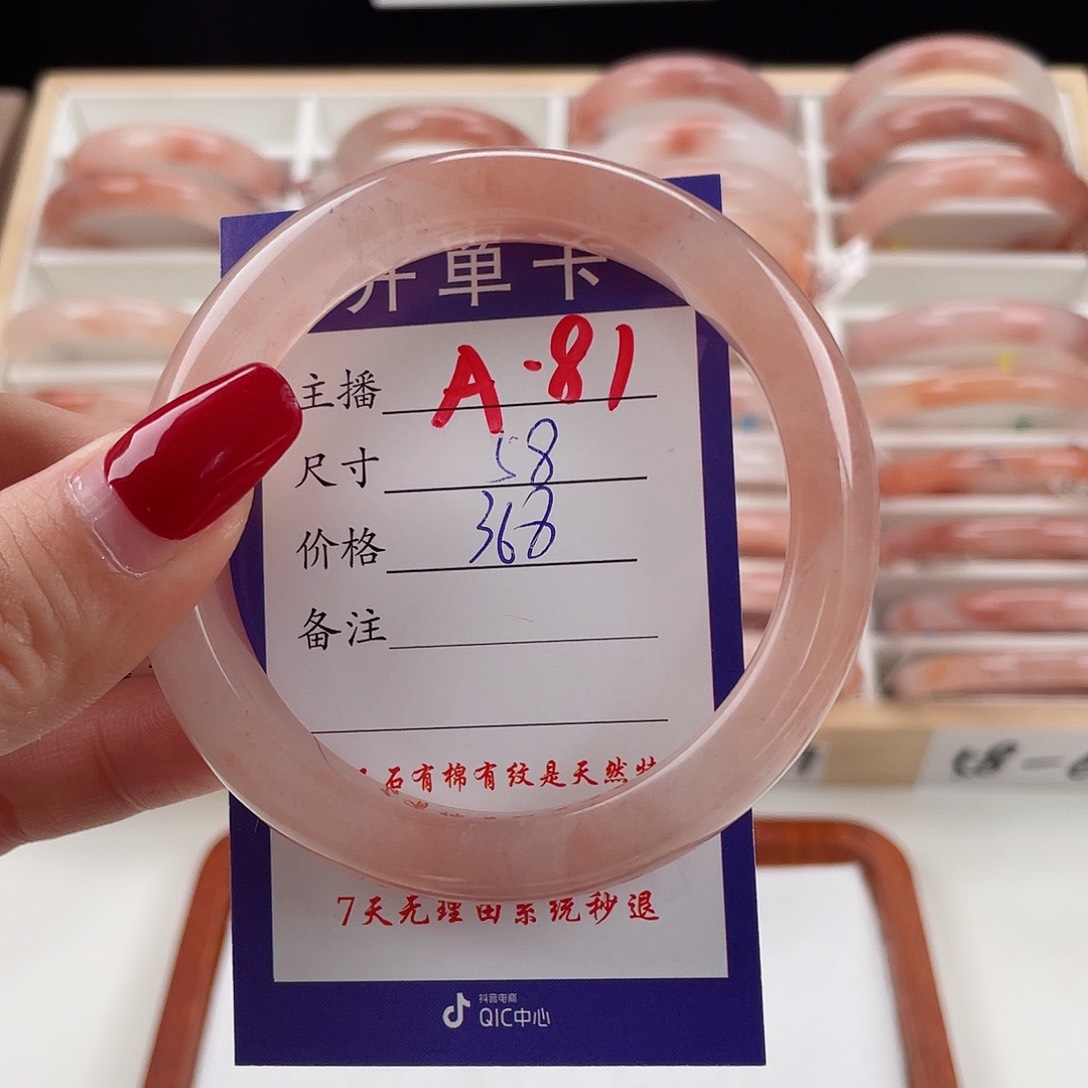 开单卡
主播 A·81
尺寸 58
价格 368
备注
石有棉有纹是天然
7天无理由系统秒退
抖音电商
QIC中心
58-6